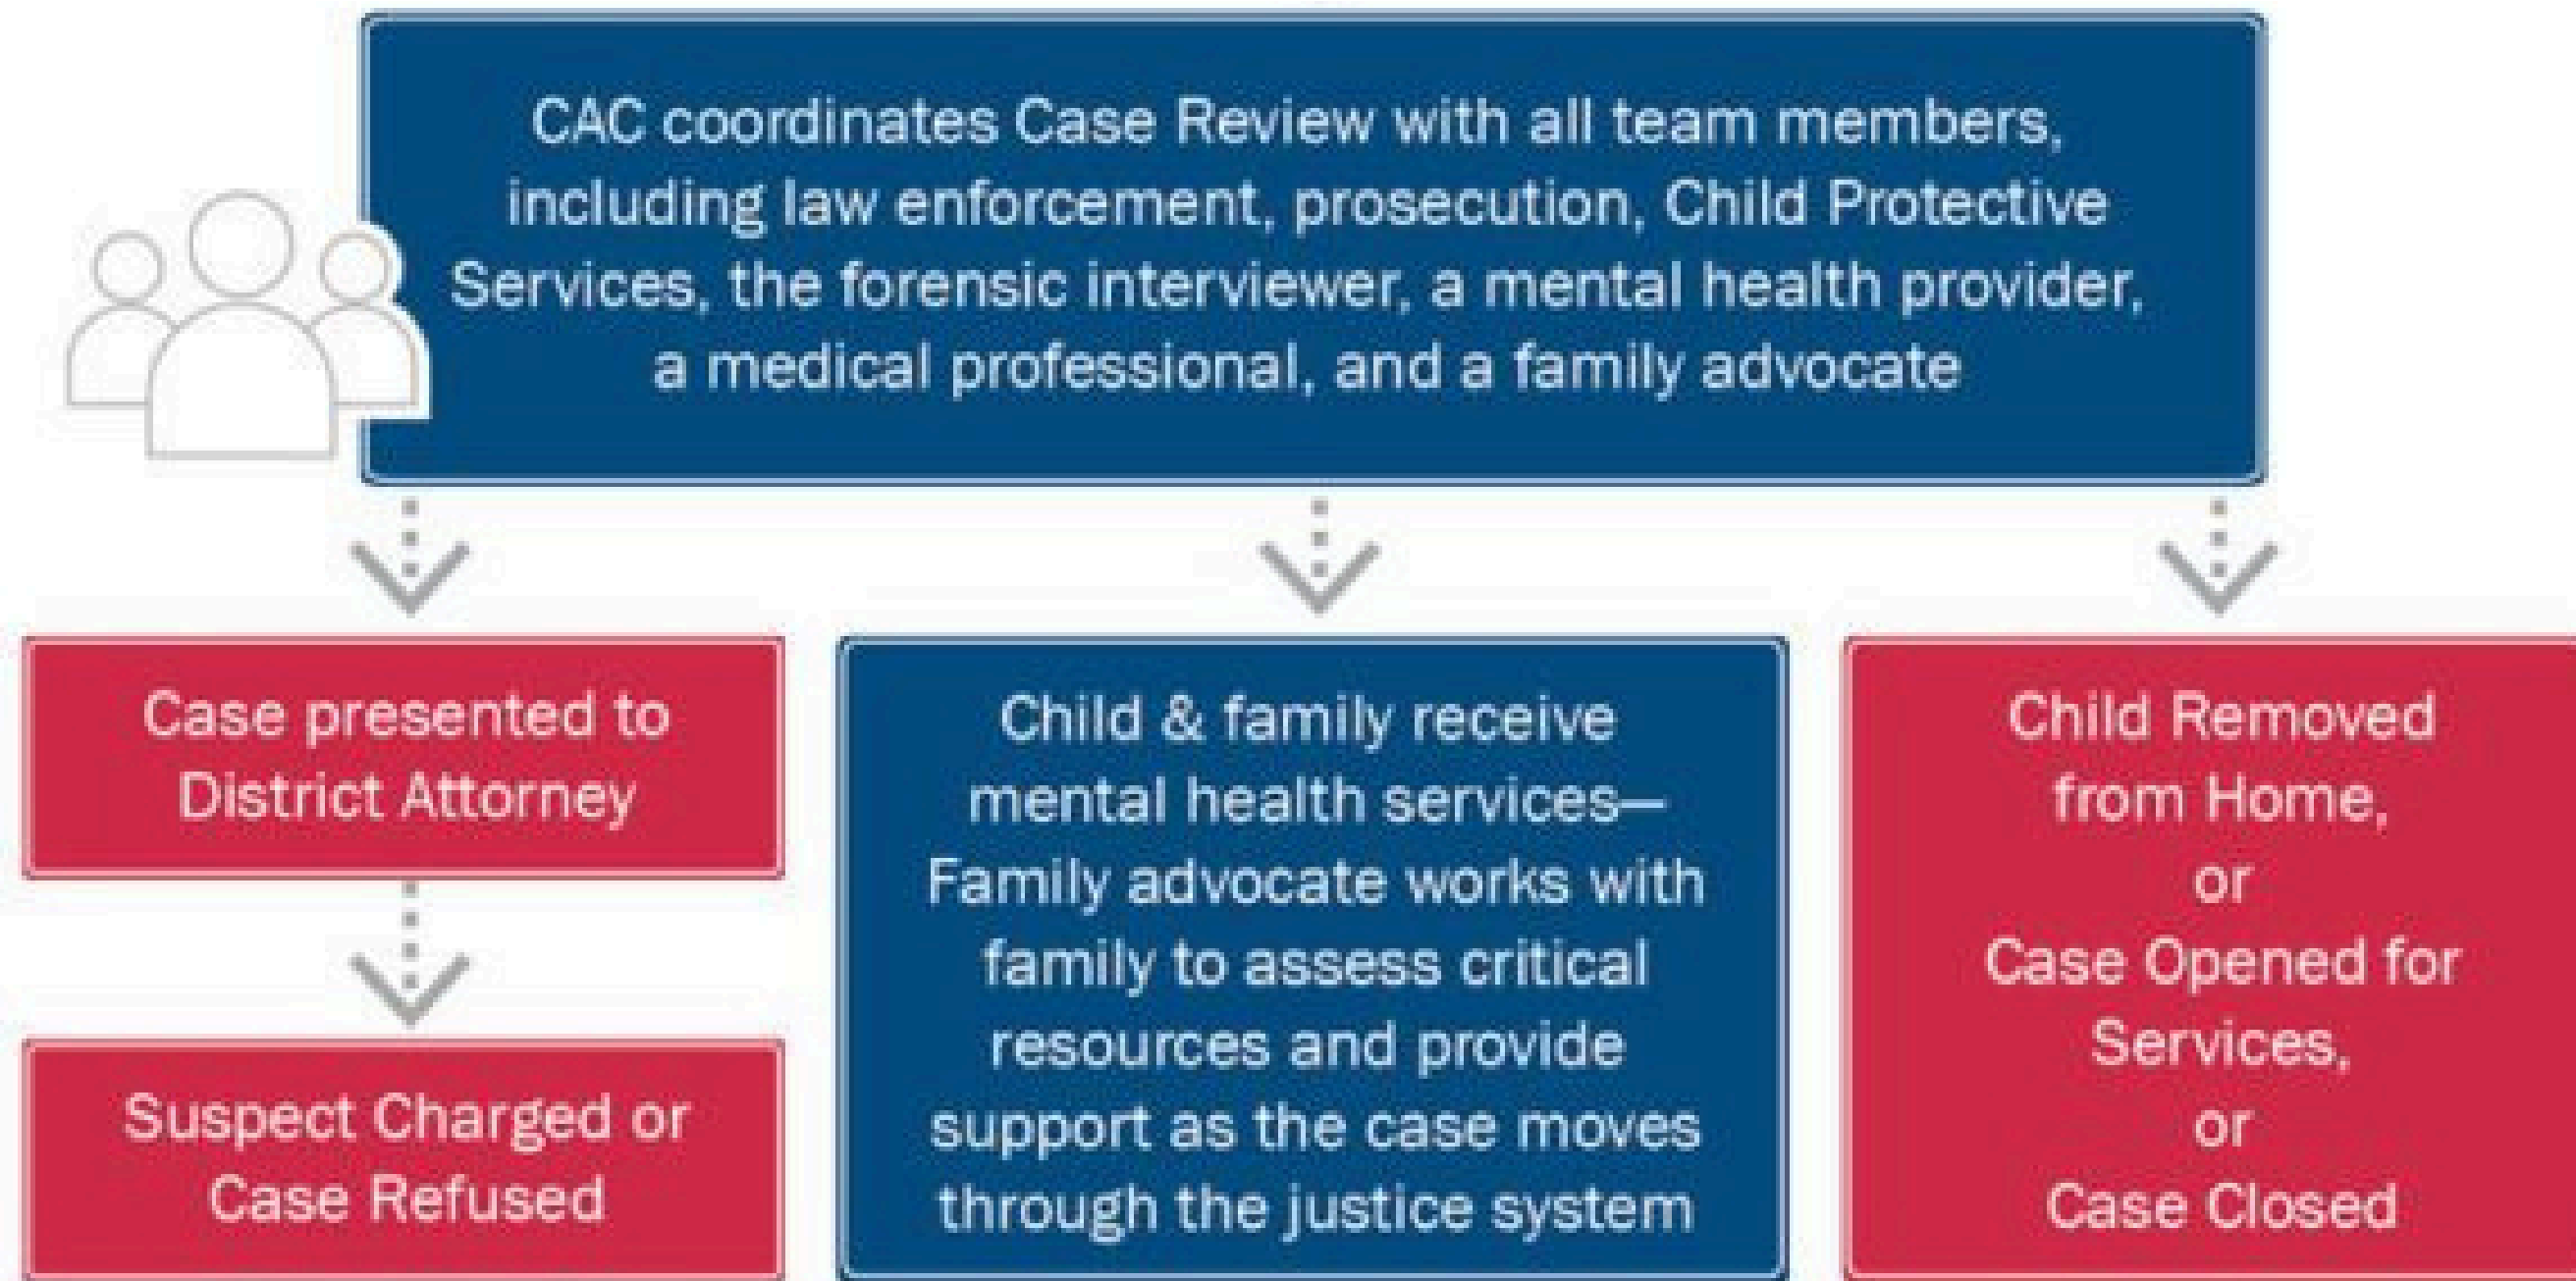 CAC coordinates Case Review with all team members,
including law enforcement, prosecution, Child Protective
Services, the forensic interviewer, a mental health provider,
a medical professional, and a family advocate
Case presented to
District Attorney
Suspect Charged or
Case Refused
Child & family receive
mental health services—
Family advocate works with
family to assess critical
resources and provide
support as the case moves
through the justice system
Child Removed
from Home,
or
Case Opened for
Services,
or
Case Closed